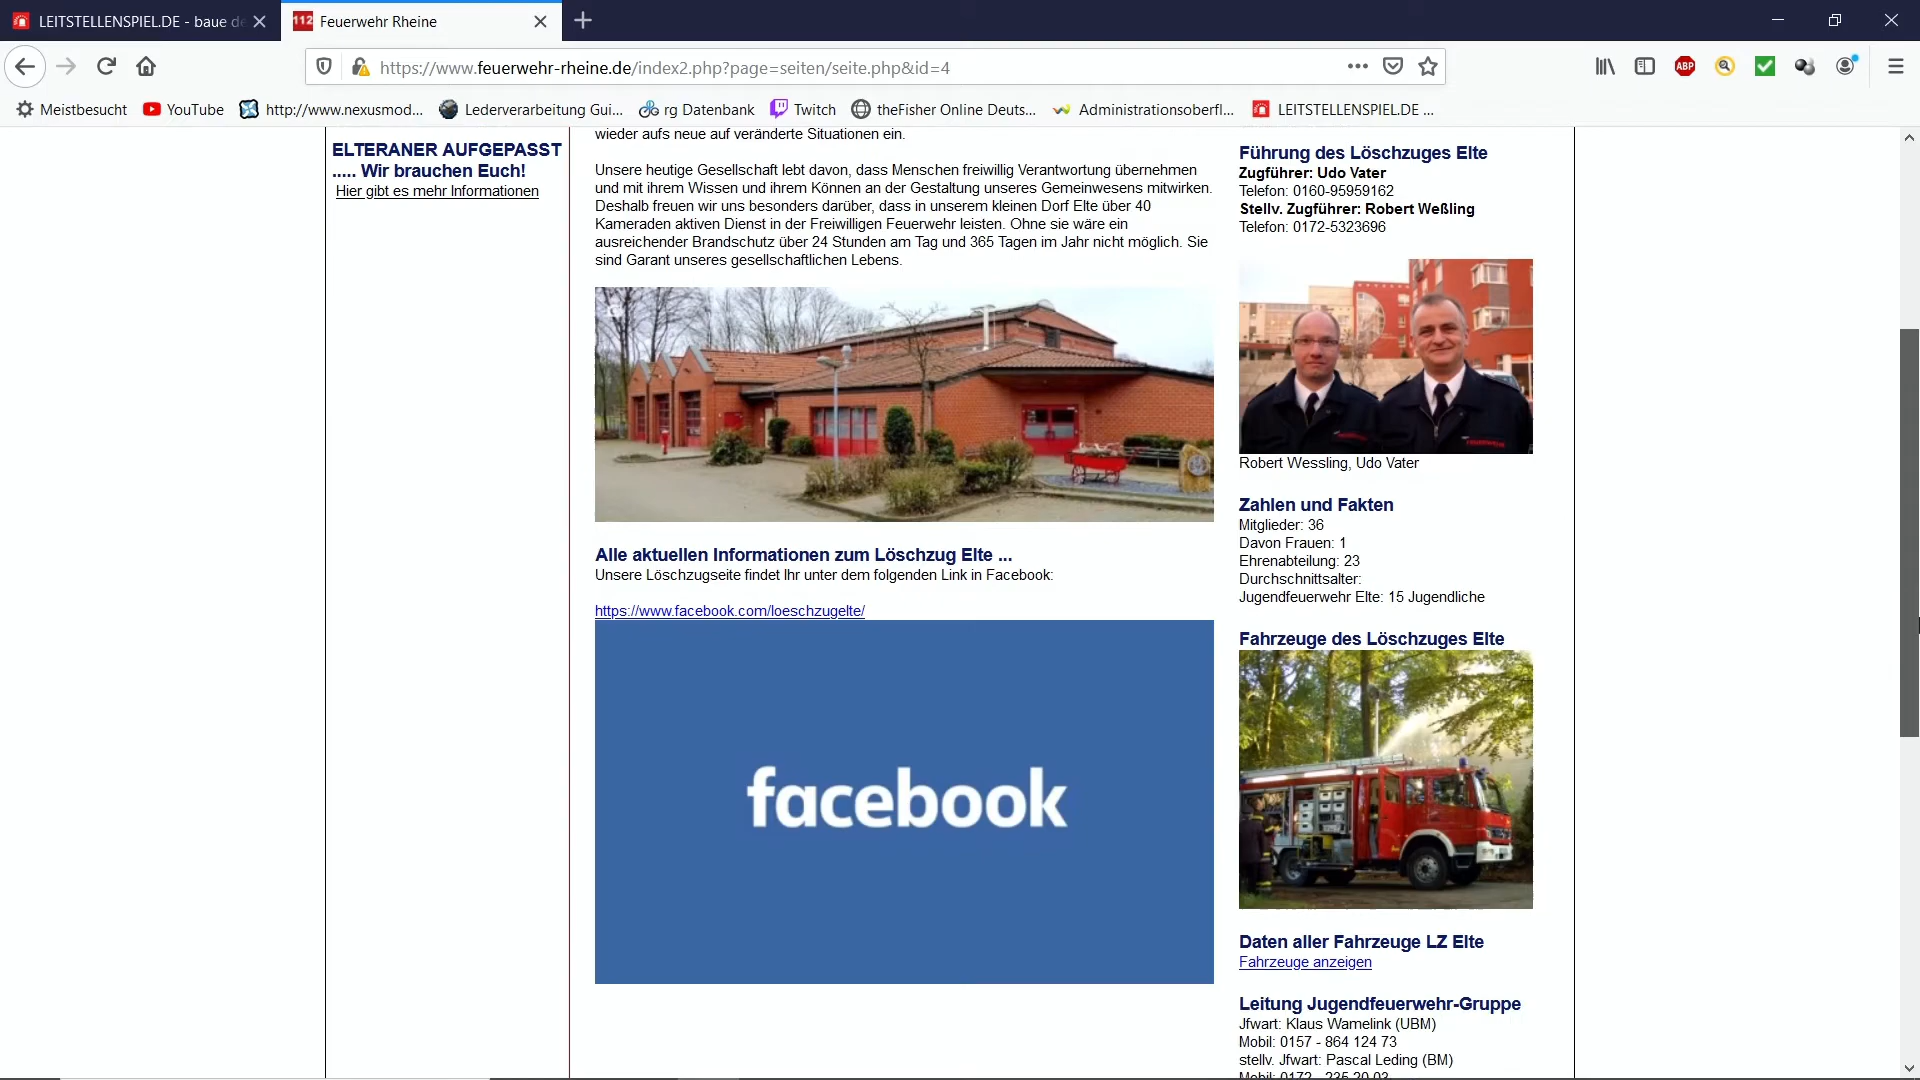 LEITSTELLENSPIEL.DE - baue de
112 Feuerwehr Rheine
https://www.feuerwehr-rheine.de/index2.php?page=seiten/seite.php&id=4
ABP
Meistbesucht
YouTube
http://www.nexusmod...
Lederverarbeitung Gui...
rg Datenbank
Twitch
theFisher Online Deuts...
Administrationsoberfl...
LEITSTELLENSPIEL.DE ...
ELTERANER AUFGEPASST
..... Wir brauchen Euch!
Hier gibt es mehr Informationen
wieder aufs neue auf veränderte Situationen ein.
Unsere heutige Gesellschaft lebt davon, dass Menschen freiwillig Verantwortung übernehmen
und mit ihrem Wissen und ihrem Können an der Gestaltung unseres Gemeinwesens mitwirken.
Deshalb freuen wir uns besonders darüber, dass in unserem kleinen Dorf Elte über 40
Kameraden aktiven Dienst in der Freiwilligen Feuerwehr leisten. Ohne sie wäre ein
ausreichender Brandschutz über 24 Stunden am Tag und 365 Tagen im Jahr nicht möglich. Sie
sind Garant unseres gesellschaftlichen Lebens.
Alle aktuellen Informationen zum Löschzug Elte ...
Unsere Löschzugseite findet Ihr unter dem folgenden Link in Facebook:
https://www.facebook.com/loeschzugelte/
facebook
Führung des Löschzuges Elte
Zugführer: Udo Vater
Telefon: 0160-95959162
Stellv. Zugführer: Robert Weßling
Telefon: 0172-5323696
Robert Wessling, Udo Vater
Zahlen und Fakten
Mitglieder: 36
Davon Frauen: 1
Ehrenabteilung: 23
Durchschnittsalter:
Jugendfeuerwehr Elte: 15 Jugendliche
Fahrzeuge des Löschzuges Elte
Daten aller Fahrzeuge LZ Elte
Fahrzeuge anzeigen
Leitung Jugendfeuerwehr-Gruppe
Jfwart: Klaus Wamelink (UBM)
Mobil: 0157 - 864 124 73
stellv. Jfwart: Pascal Leding (BM)
Mobil: 0172 - 235 20 03